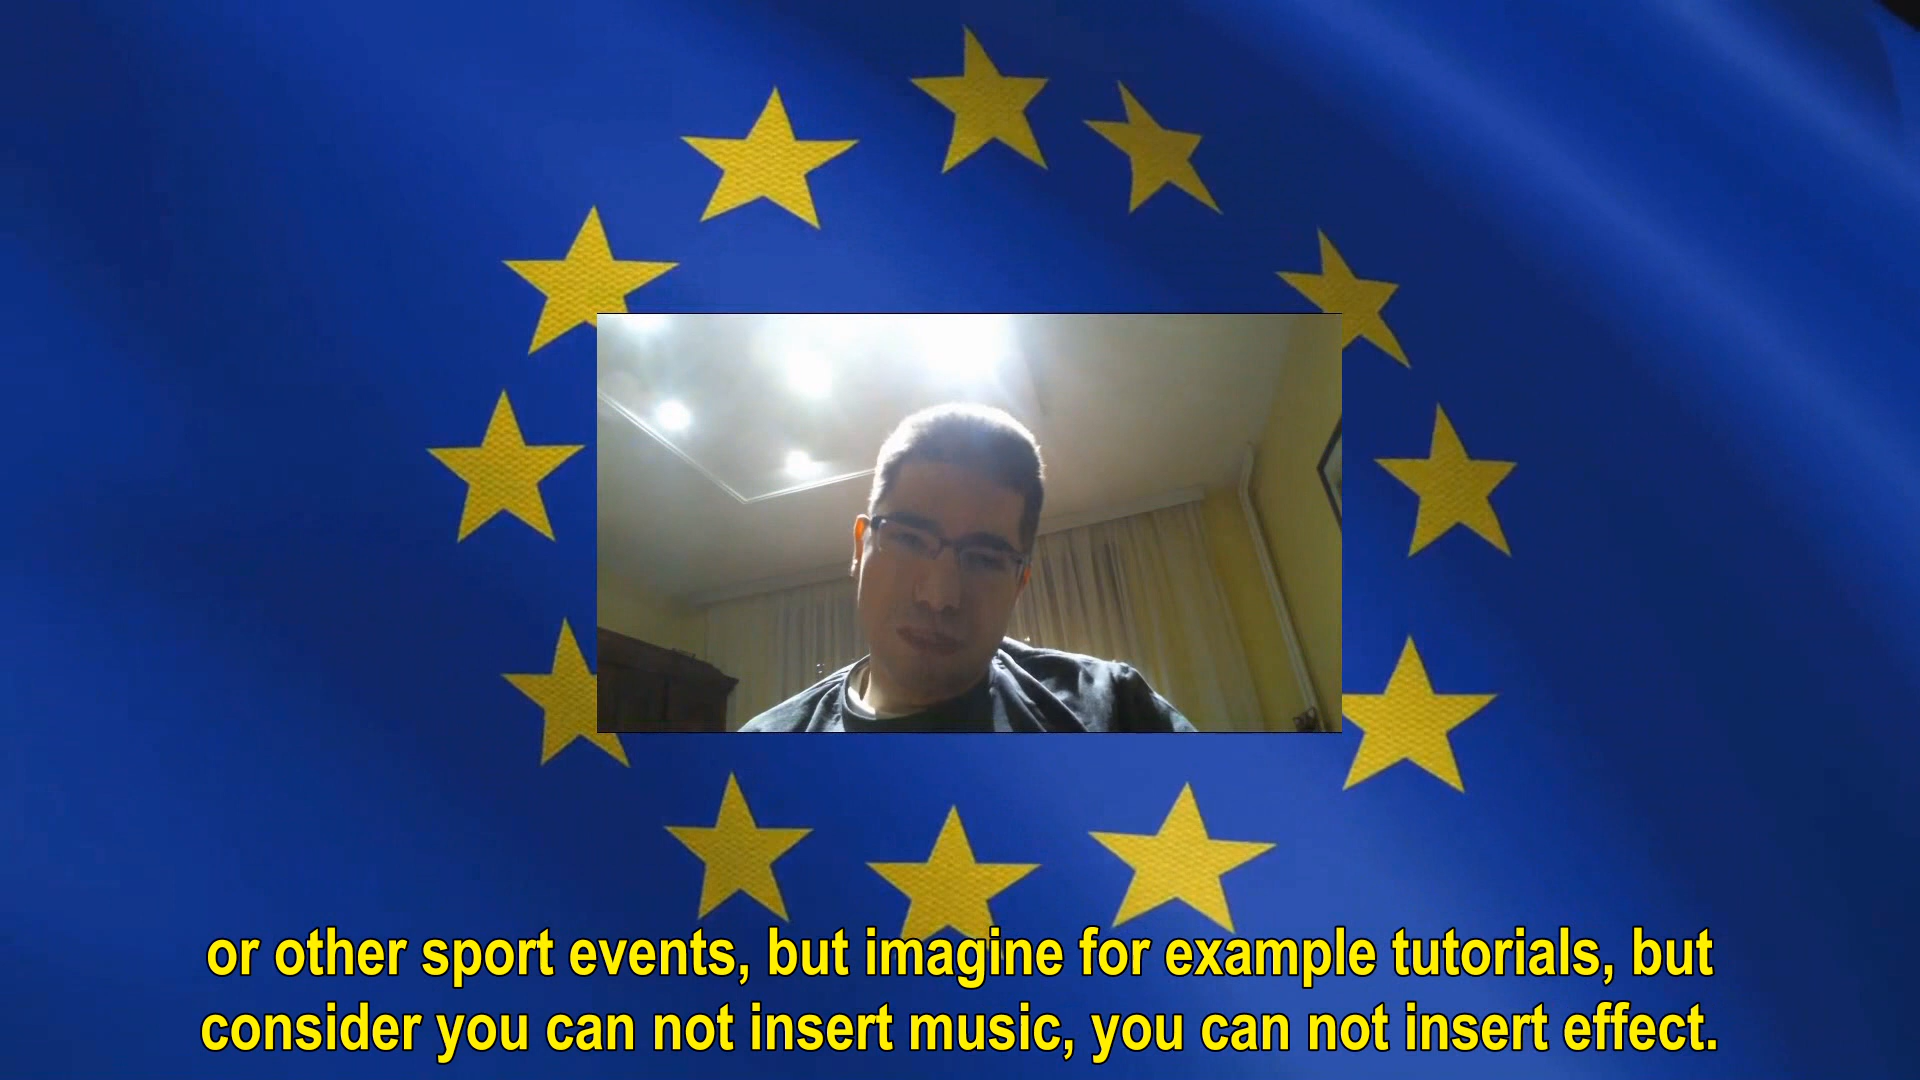 or other sport events, but imagine for example tutorials, but
consider you can not insert music, you can not insert effect.